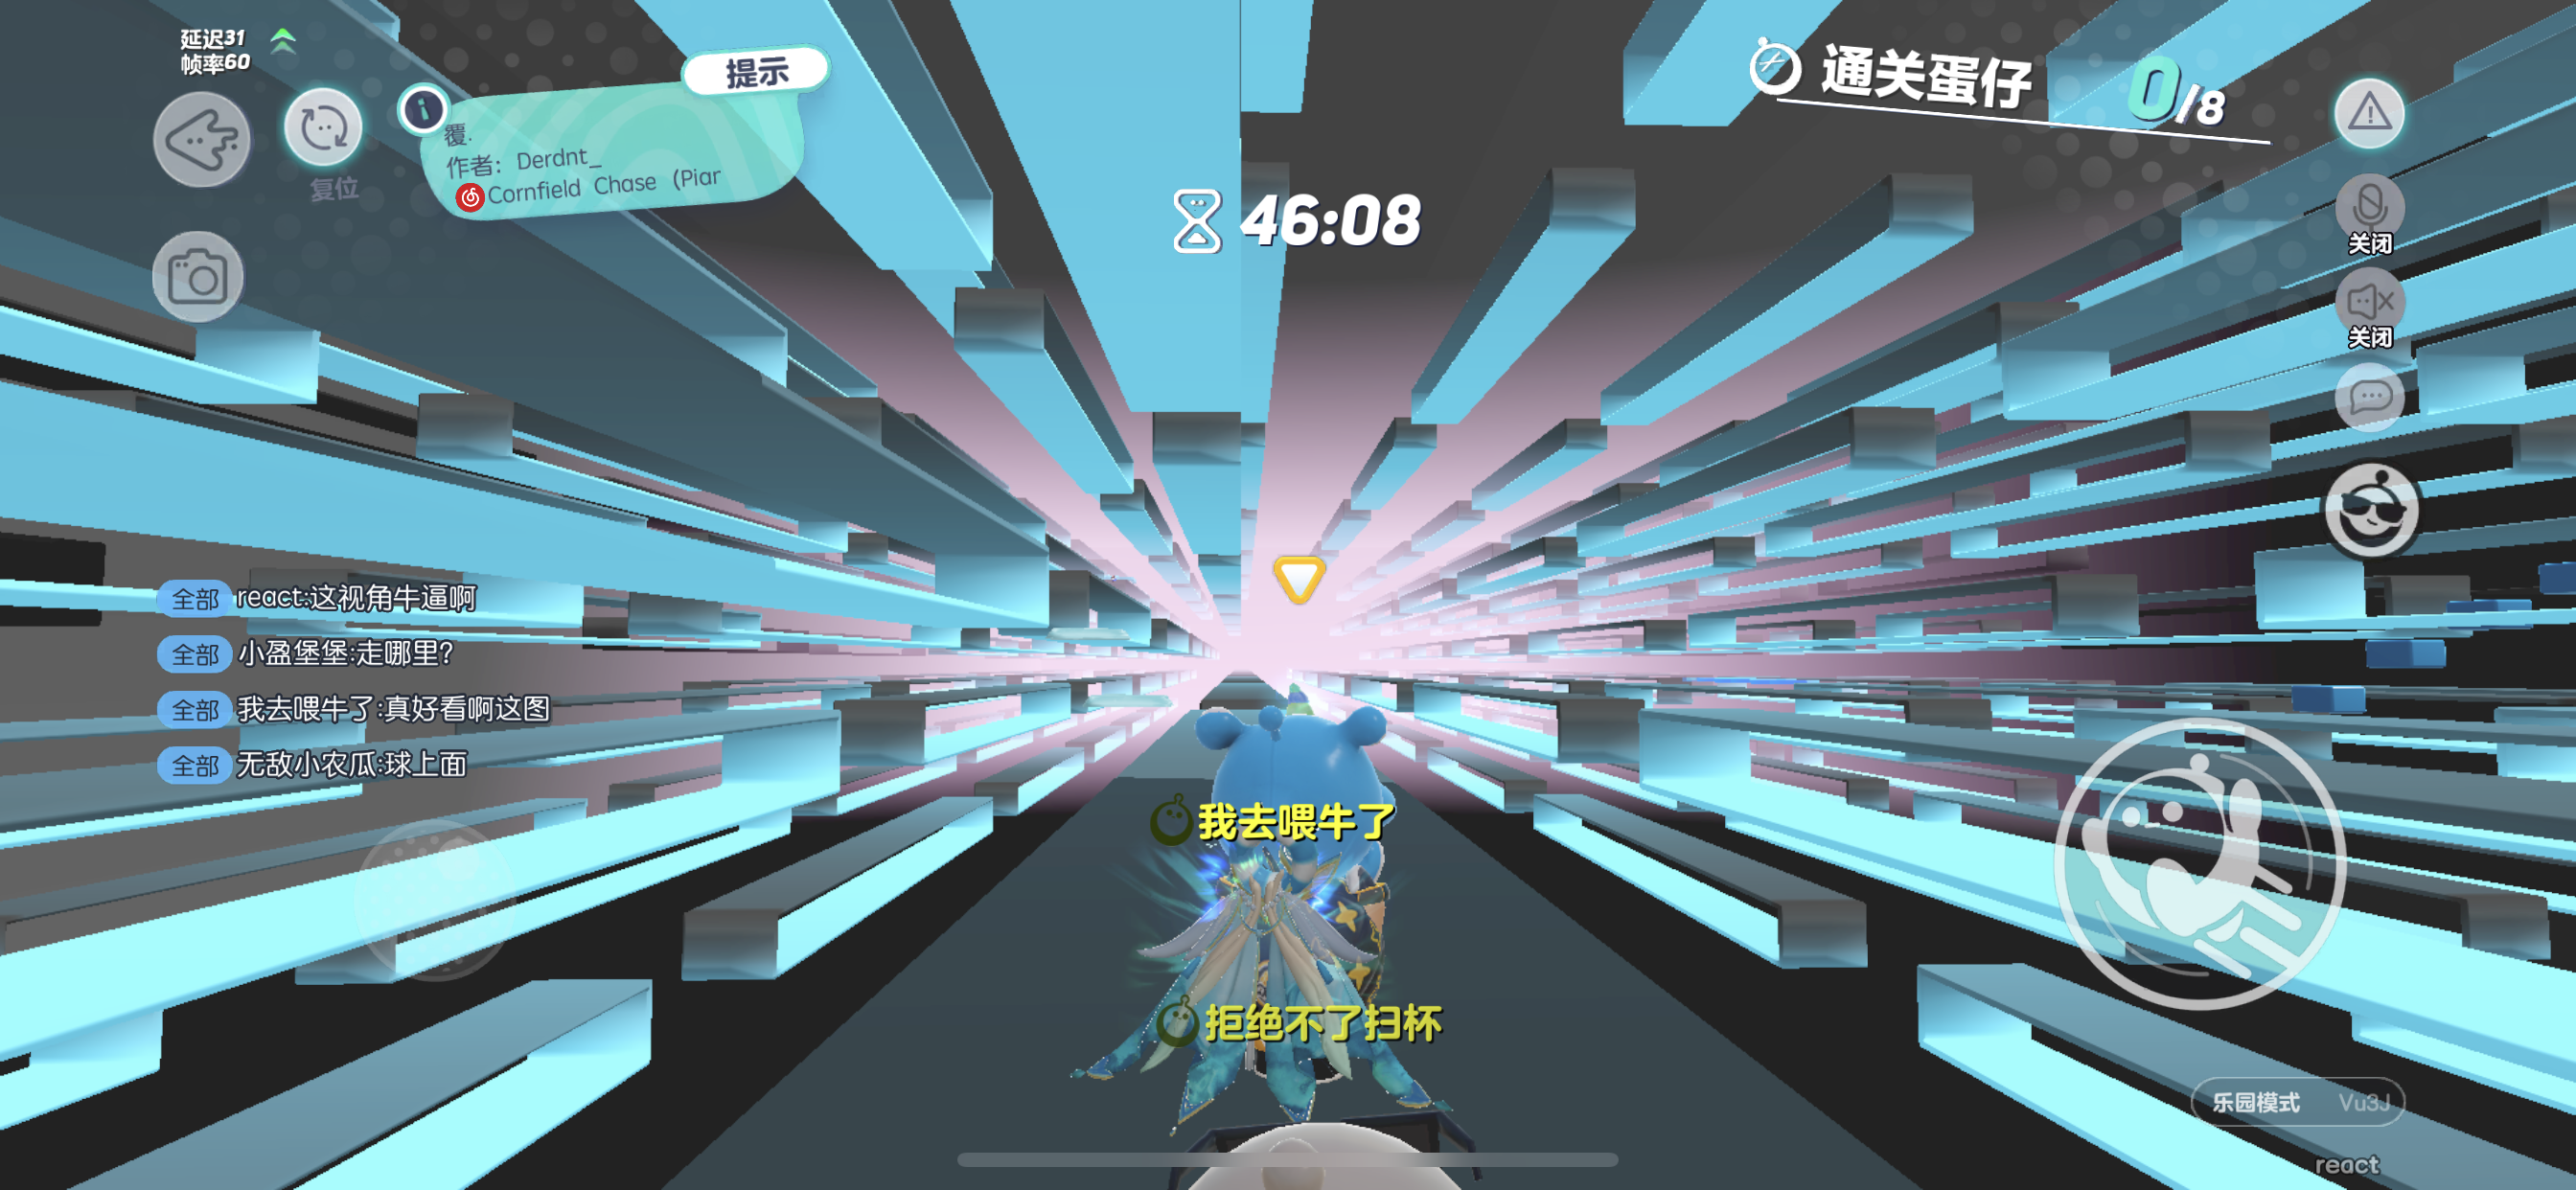 延迟31
帧率60
复位
提示
覆.
作者：Derdnt_
Cornfield Chase (Piar
通关蛋仔 0/8
46:08
关闭
关闭
全部 react:这视角牛逼啊
全部 小盈堡堡:走哪里?
全部 我去喂牛了:真好看啊这图
全部 无敌小农瓜:球上面
我去喂牛了
拒绝不了扫杯
乐园模式 Vu3J
react